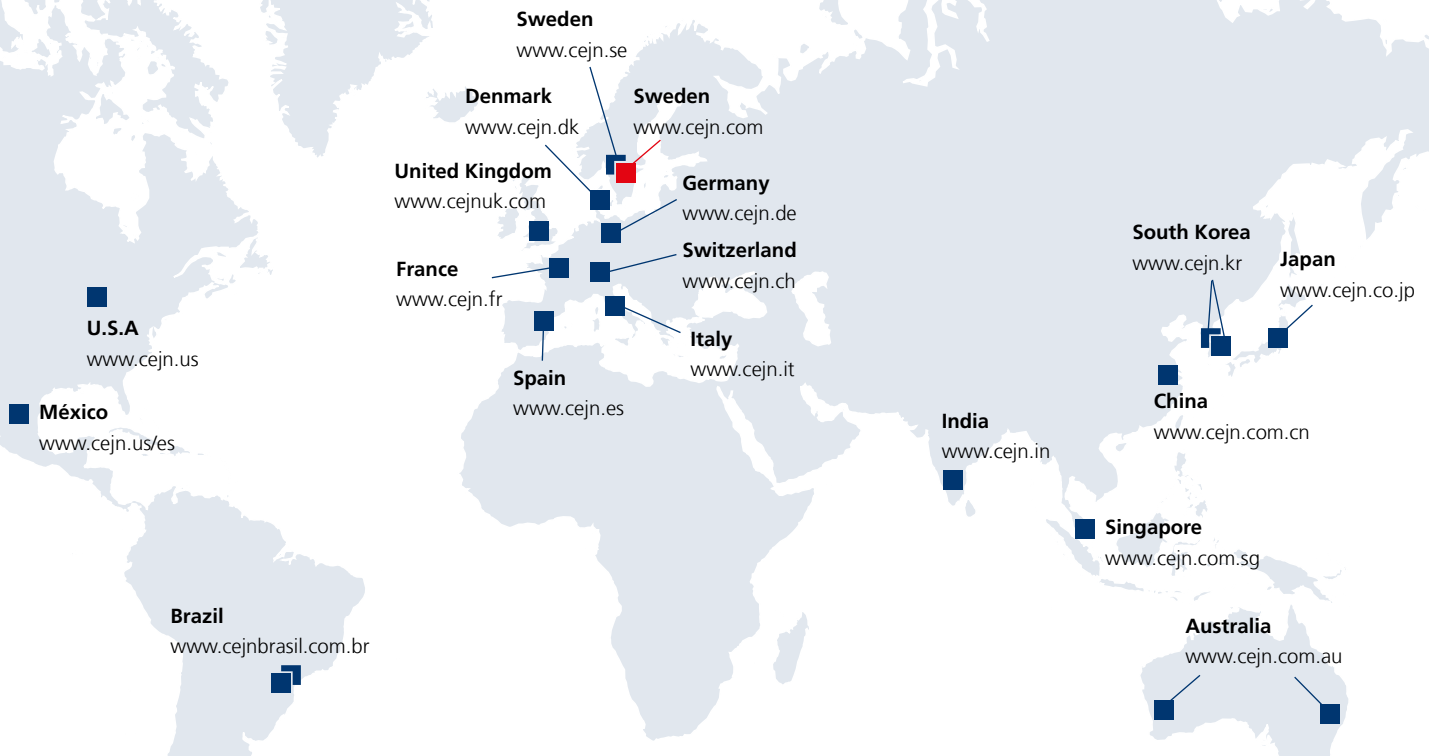 Sweden
www.cejn.se
Denmark
www.cejn.dk
Sweden
www.cejn.com
United Kingdom
www.cejnuk.com
Germany
www.cejn.de
France
www.cejn.fr
Switzerland
www.cejn.ch
Italy
www.cejn.it
Spain
www.cejn.es
U.S.A
www.cejn.us
México
www.cejn.us/es
Brazil
www.cejnbrasil.com.br
South Korea
www.cejn.kr
Japan
www.cejn.co.jp
China
www.cejn.com.cn
India
www.cejn.in
Singapore
www.cejn.com.sg
Australia
www.cejn.com.au